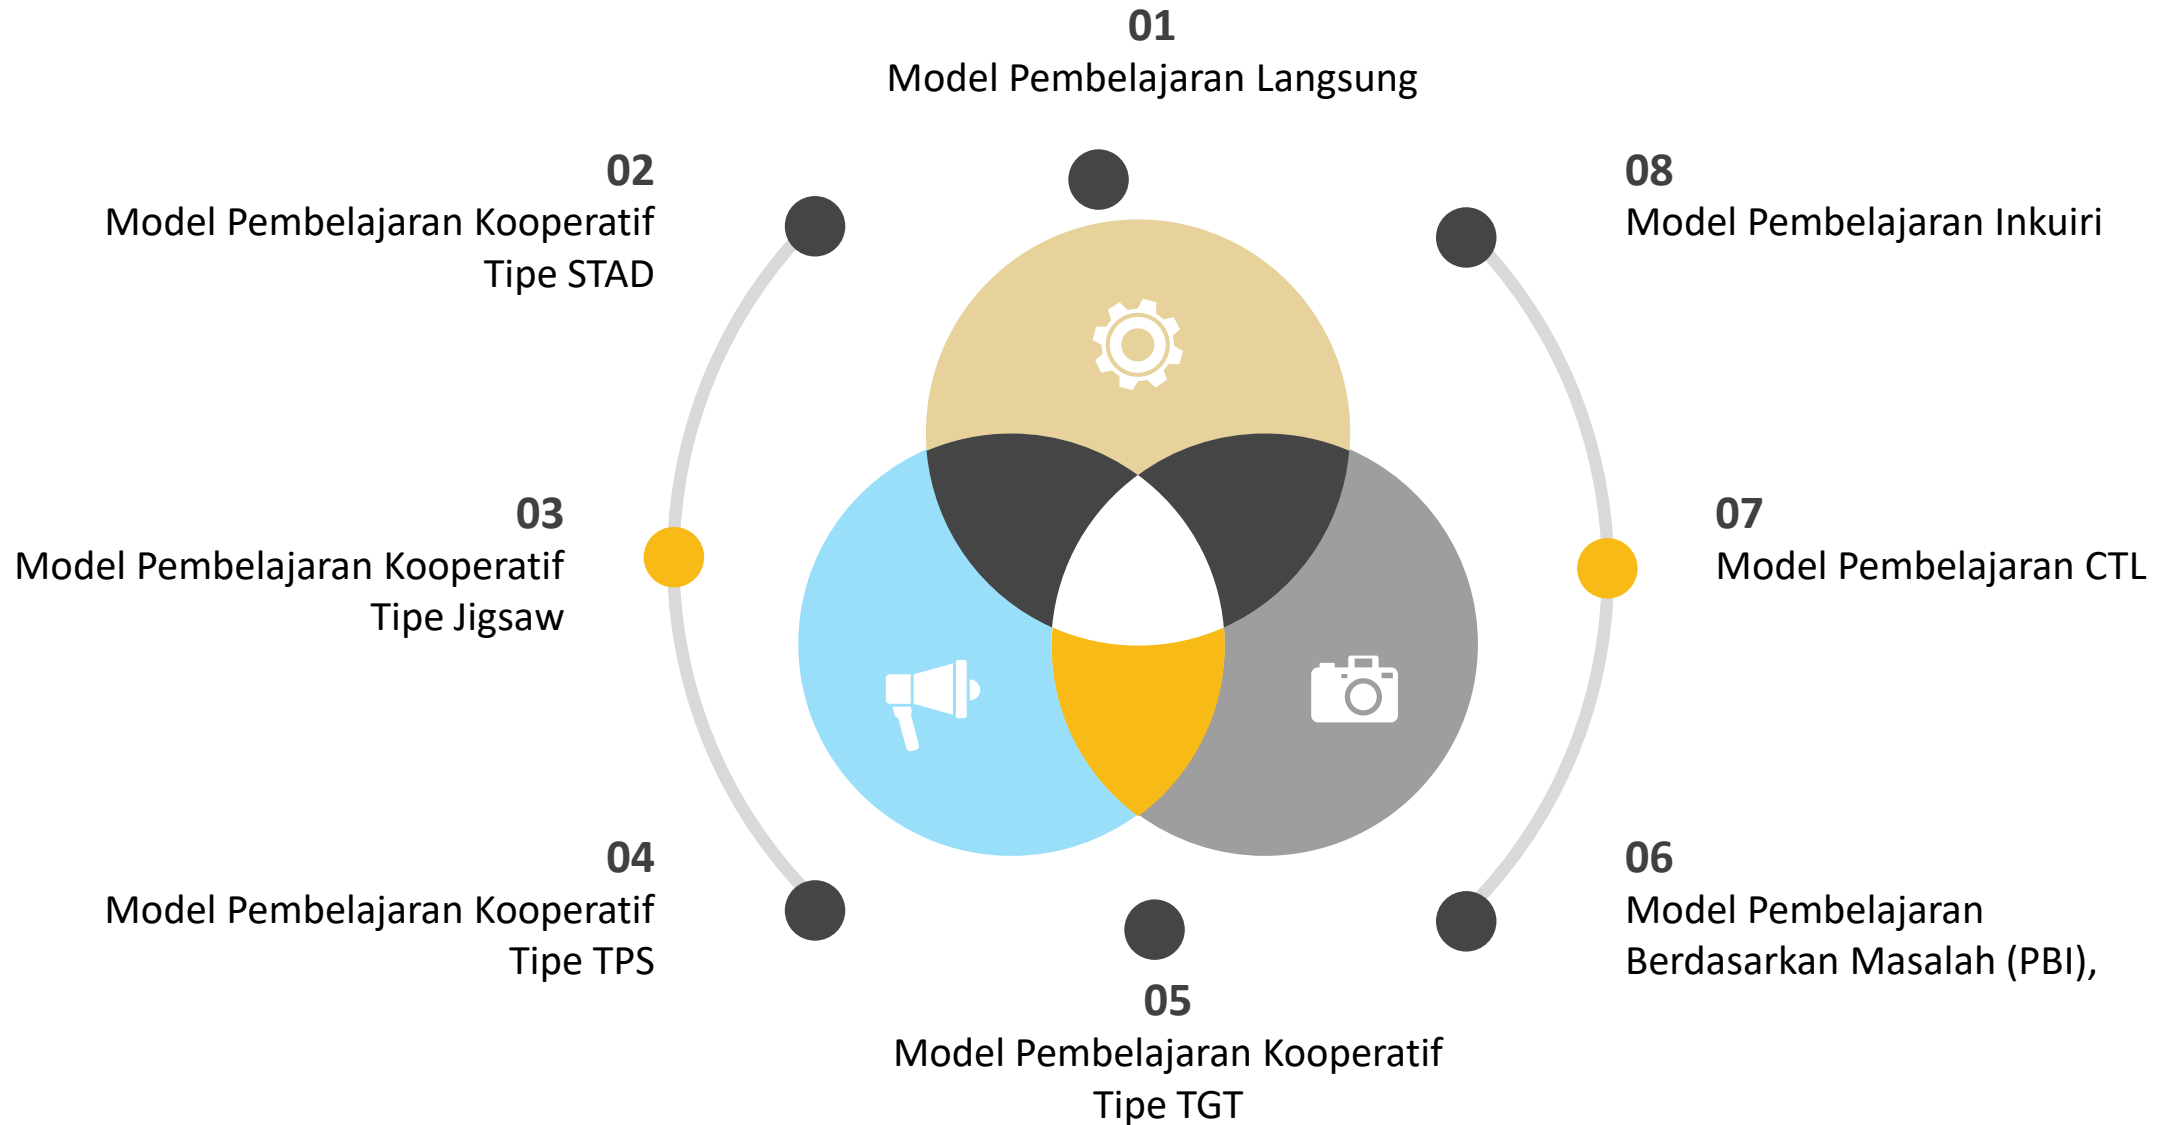 01
Model Pembelajaran Langsung
02
Model Pembelajaran Kooperatif
Tipe STAD
03
Model Pembelajaran Kooperatif
Tipe Jigsaw
04
Model Pembelajaran Kooperatif
Tipe TPS
05
Model Pembelajaran Kooperatif
Tipe TGT
06
Model Pembelajaran
Berdasarkan Masalah (PBI),
07
Model Pembelajaran CTL
08
Model Pembelajaran Inkuiri